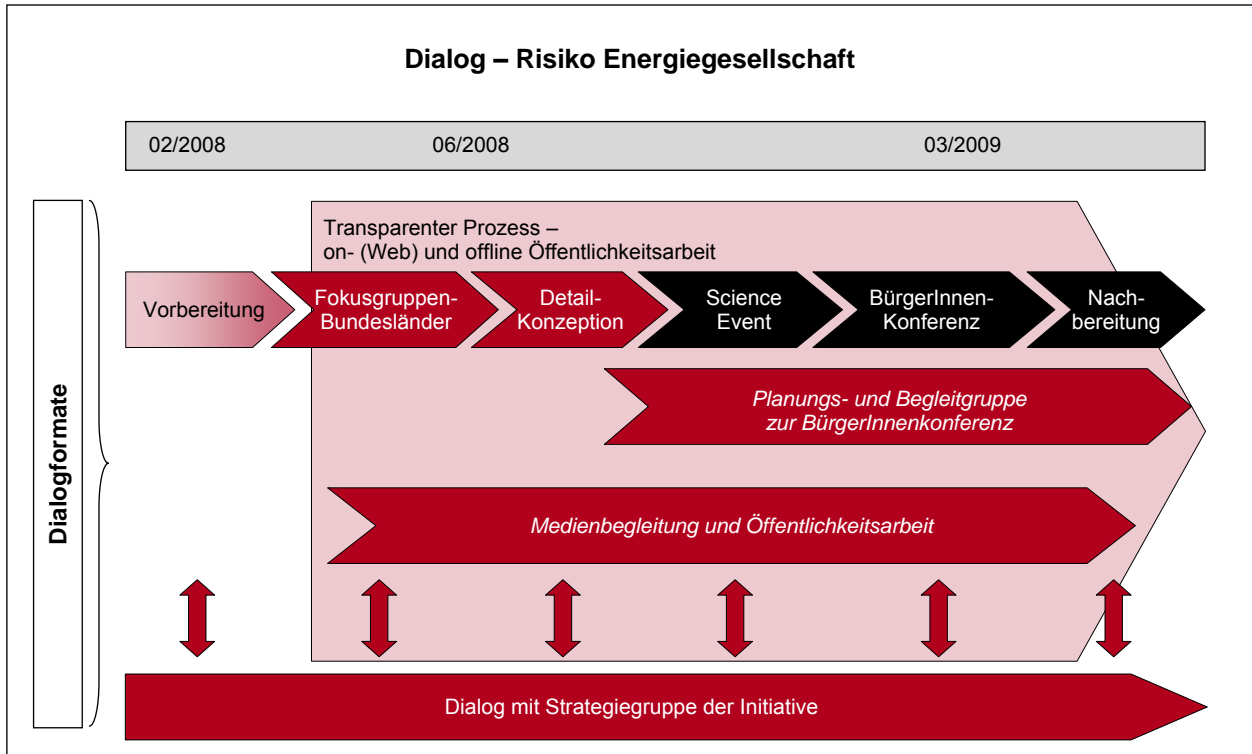 Dialog – Risiko Energiegesellschaft
02/2008
06/2008
03/2009
Dialogformate
Transparenter Prozess –
on- (Web) und offline Öffentlichkeitsarbeit
Vorbereitung
Fokusgruppen-
Bundesländer
Detail-
Konzeption
Science
Event
BürgerInnen-
Konferenz
Nach-
bereitung
Planungs- und Begleitgruppe
zur BürgerInnenkonferenz
Medienbegleitung und Öffentlichkeitsarbeit
Dialog mit Strategiegruppe der Initiative